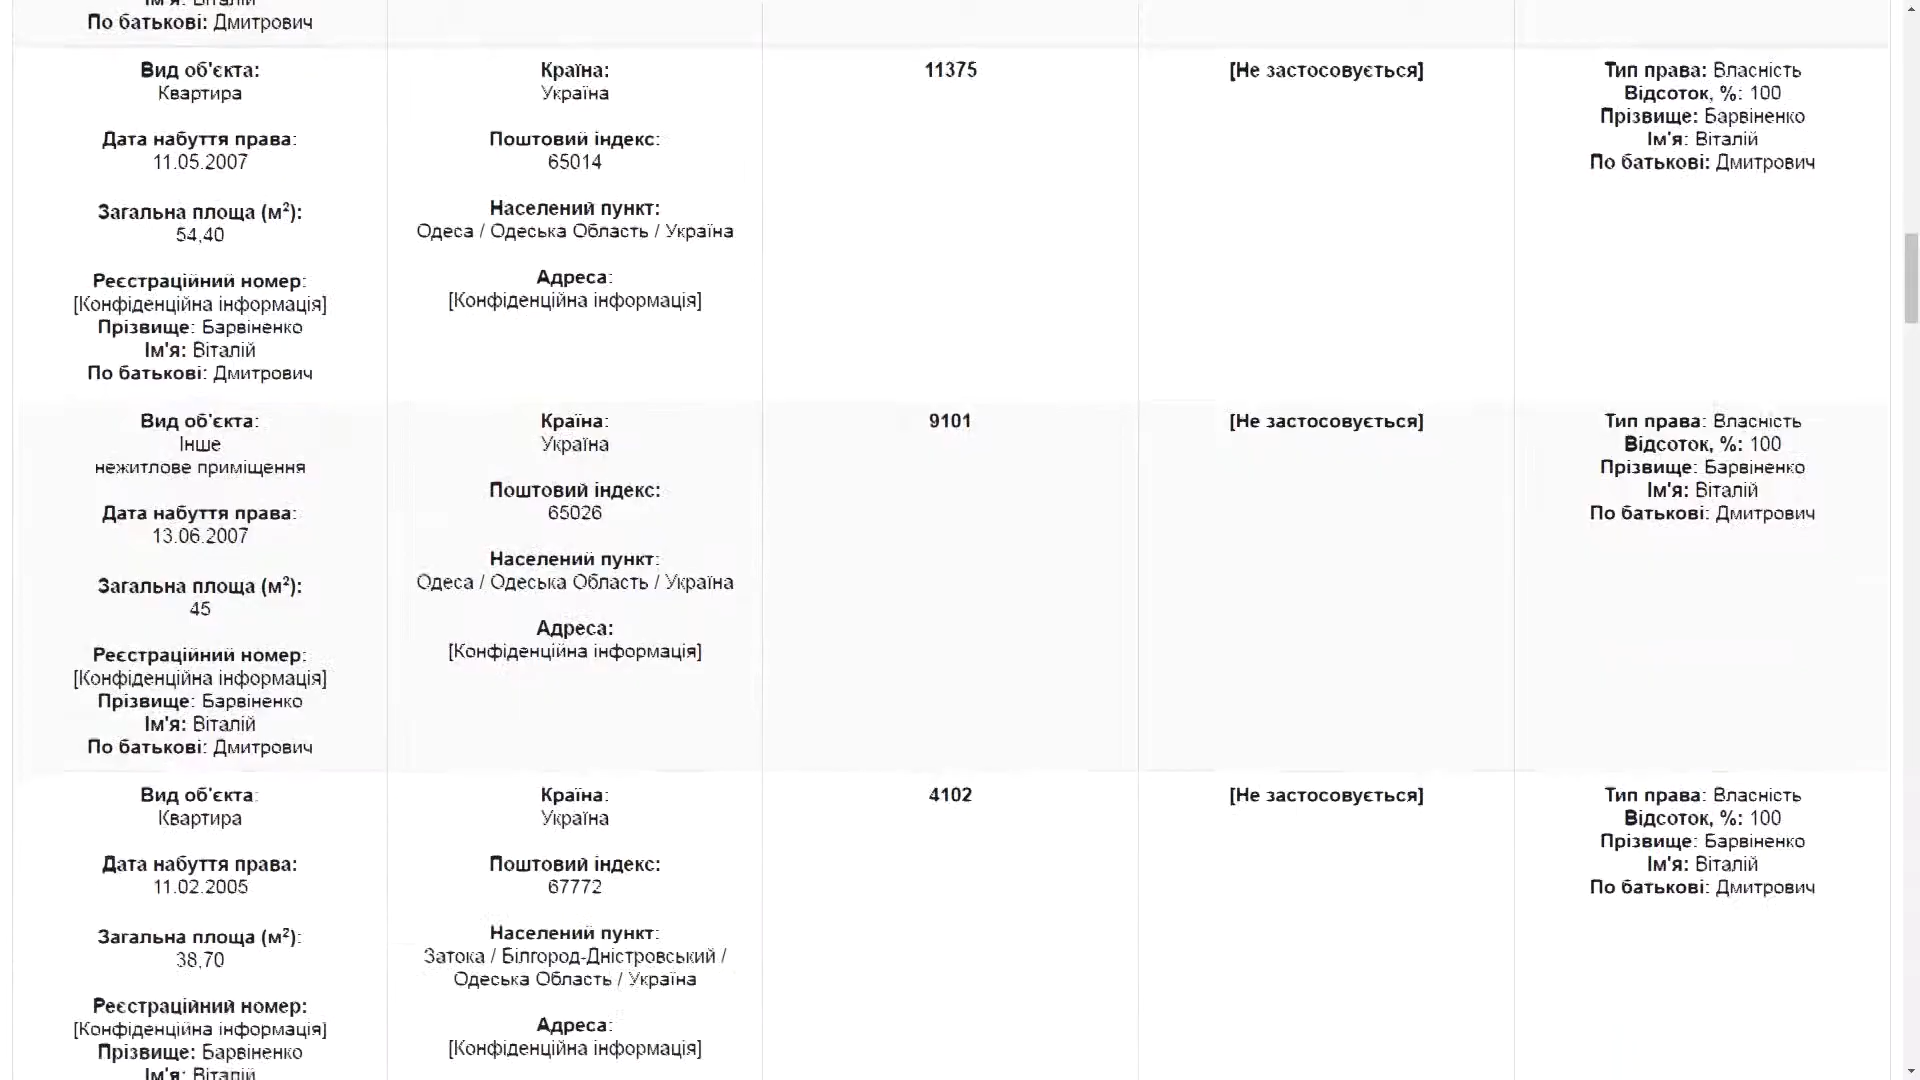 Ім'я: Віталій
По батькові: Дмитрович
Вид об'єкта:
Квартира
Дата набуття права:
11.05.2007
Загальна площа (м²):
54,40
Реєстраційний номер:
[Конфіденційна інформація]
Прізвище: Барвіненко
Ім'я: Віталій
По батькові: Дмитрович
Країна:
Україна
Поштовий індекс:
65014
Населений пункт:
Одеса / Одеська Область / Україна
Адреса:
[Конфіденційна інформація]
11375
[Не застосовується]
Тип права: Власність
Відсоток, %: 100
Прізвище: Барвіненко
Ім'я: Віталій
По батькові: Дмитрович
Вид об'єкта:
Інше
нежитлове приміщення
Дата набуття права:
13.06.2007
Загальна площа (м²):
45
Реєстраційний номер:
[Конфіденційна інформація]
Прізвище: Барвіненко
Ім'я: Віталій
По батькові: Дмитрович
Країна:
Україна
Поштовий індекс:
65026
Населений пункт:
Одеса / Одеська Область / Україна
Адреса:
[Конфіденційна інформація]
9101
[Не застосовується]
Тип права: Власність
Відсоток, %: 100
Прізвище: Барвіненко
Ім'я: Віталій
По батькові: Дмитрович
Вид об'єкта:
Квартира
Дата набуття права:
11.02.2005
Загальна площа (м²):
38,70
Реєстраційний номер:
[Конфіденційна інформація]
Прізвище: Барвіненко
Ім'я: Віталій
Країна:
Україна
Поштовий індекс:
67772
Населений пункт:
Затока / Білгород-Дністровський /
Одеська Область / Україна
Адреса:
[Конфіденційна інформація]
4102
[Не застосовується]
Тип права: Власність
Відсоток, %: 100
Прізвище: Барвіненко
Ім'я: Віталій
По батькові: Дмитрович